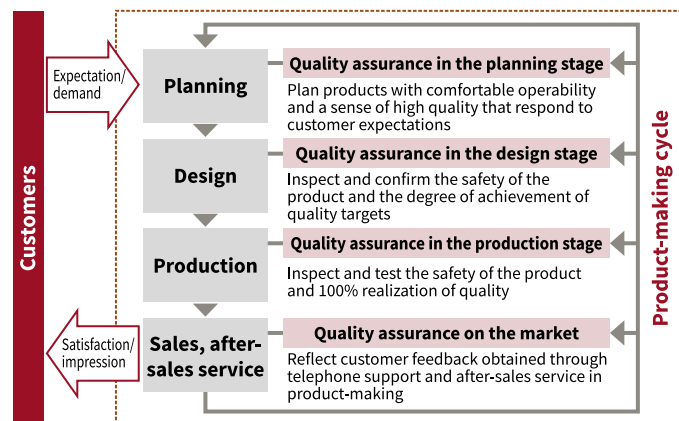 Customers
Expectation/
demand
Planning
Quality assurance in the planning stage
Plan products with comfortable operability
and a sense of high quality that respond to
customer expectations
Design
Quality assurance in the design stage
Inspect and confirm the safety of the
product and the degree of achievement of
quality targets
Production
Quality assurance in the production stage
Inspect and test the safety of the product
and 100% realization of quality
Satisfaction/
impression
Sales, after-
sales service
Quality assurance on the market
Reflect customer feedback obtained through
telephone support and after-sales service in
product-making
Product-making cycle